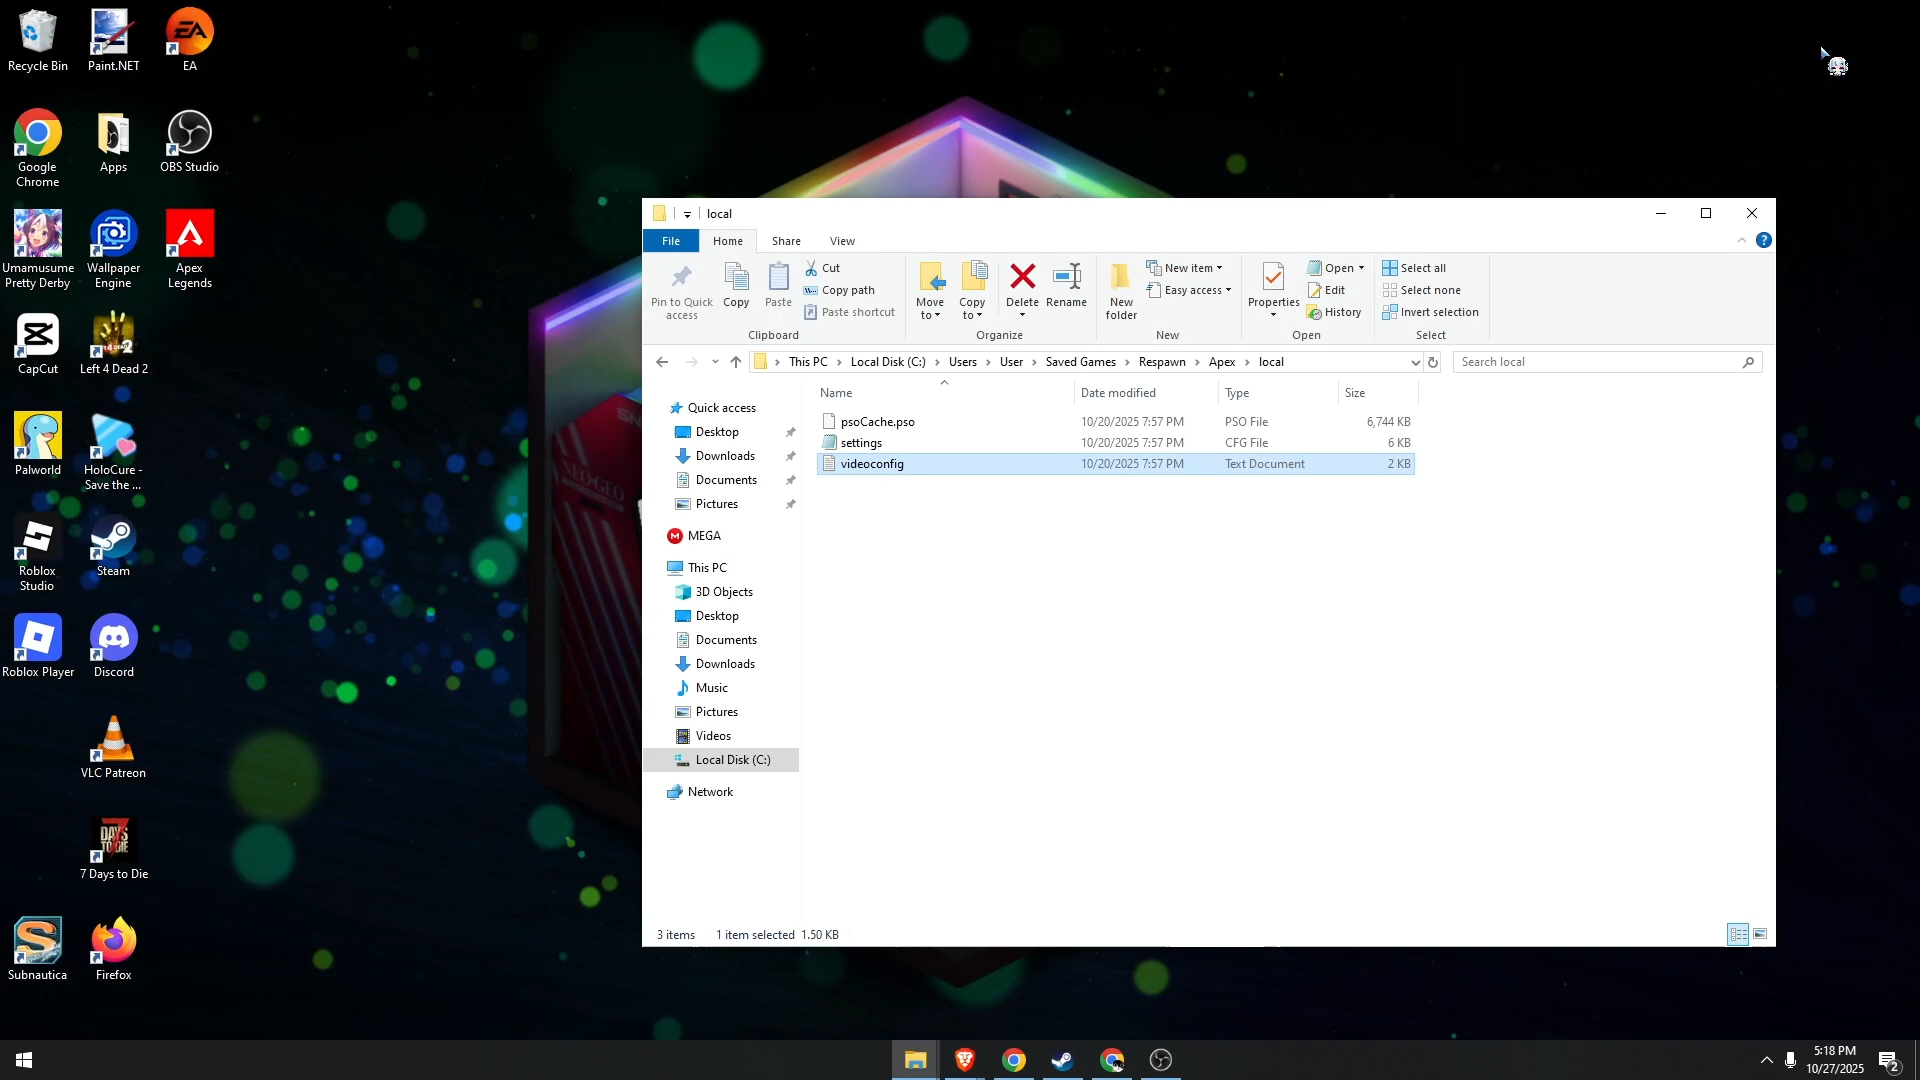 Recycle Bin
Paint.NET
EA
Google
Chrome
Apps
OBS Studio
Umamusume
Pretty Derby
Wallpaper
Engine
Apex
Legends
CapCut
Left 4 Dead 2
Palworld
HoloCure -
Save the ...
Roblox
Studio
Steam
Roblox Player
Discord
VLC Patreon
7 Days to Die
Subnautica
Firefox
local
File
Home
Share
View
Pin to Quick
access
Copy
Paste
Cut
Copy path
Paste shortcut
Clipboard
Move
to
Copy
to
Delete
Rename
Organize
New
folder
New item
Easy access
New
Properties
Open
Edit
History
Open
Select all
Select none
Invert selection
Select
This PC
Local Disk (C:)
Users
User
Saved Games
Respawn
Apex
local
Search local
Name
Date modified
Type
Size
psoCache.pso
10/20/2025 7:57 PM
PSO File
6,744 KB
settings
10/20/2025 7:57 PM
CFG File
6 KB
videoconfig
10/20/2025 7:57 PM
Text Document
2 KB
Quick access
Desktop
Downloads
Documents
Pictures
MEGA
This PC
3D Objects
Desktop
Documents
Downloads
Music
Pictures
Videos
Local Disk (C:)
Network
3 items
1 item selected 1.50 KB
NEO-GEO
5:18 PM
10/27/2025
2